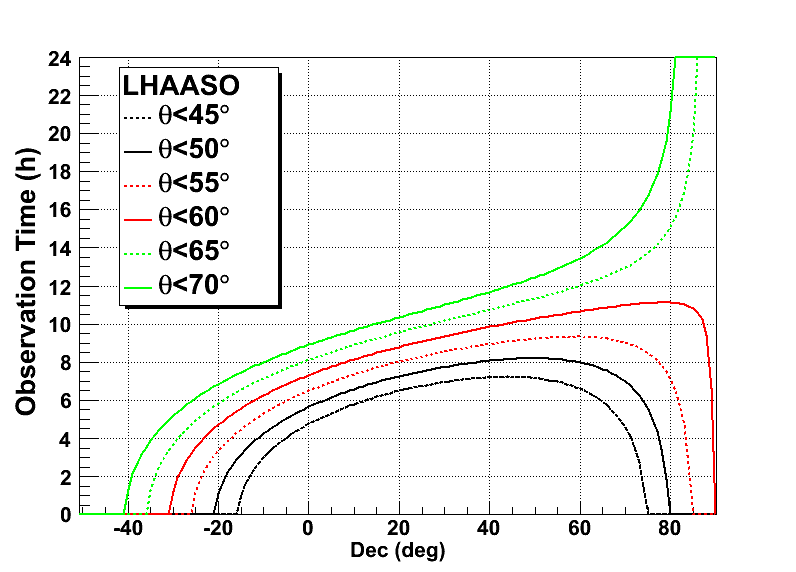 LHAASO
θ<45°
θ<50°
θ<55°
θ<60°
θ<65°
θ<70°
Observation Time (h)
24
22
20
18
16
14
12
10
8
6
4
2
0
-40 -20 0 20 40 60 80
Dec (deg)